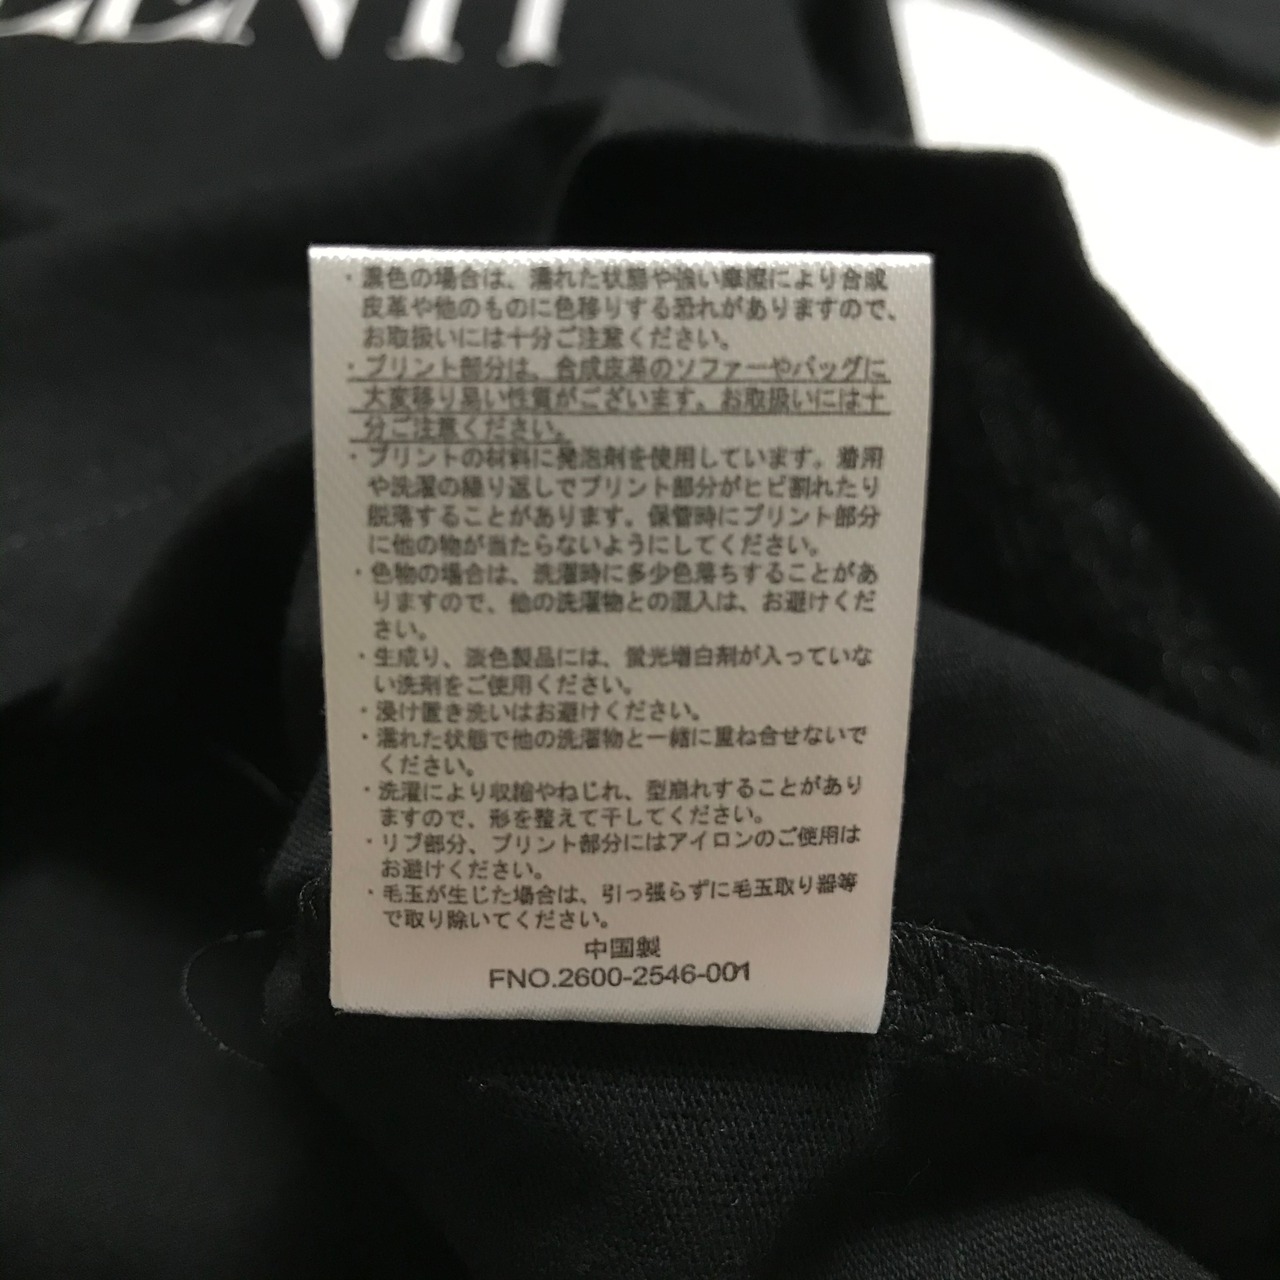 ・濃色の場合は、濡れた状態や強い摩擦により合成
皮革や他のものに色移りする恐れがありますので、
お取扱いには十分ご注意ください。
・プリント部分は、合成皮革のソファーやバッグに
大変移り易い性質がございます。お取扱いには十
分ご注意ください。
・プリントの材料に発泡剤を使用しています。着用
や洗濯の繰り返しでプリント部分がヒビ割れたり
脱落することがあります。保管時にプリント部分
に他の物が当たらないようにしてください。
・色物の場合は、洗濯時に多少色落ちすることがあ
りますので、他の洗濯物との混入は、お避けくだ
さい。
・生成り、淡色製品には、蛍光増白剤が入っていな
い洗剤をご使用ください。
・浸け置き洗いはお避けください。
・濡れた状態で他の洗濯物と一緒に重ね合せないで
ください。
・洗濯により収縮やねじれ、型崩れすることがあり
ますので、形を整えて干してください。
・リブ部分、プリント部分にはアイロンのご使用は
お避けください。
・毛玉が生じた場合は、引っ張らずに毛玉取り器等
で取り除いてください。
中国製
FNO.2600-2546-001